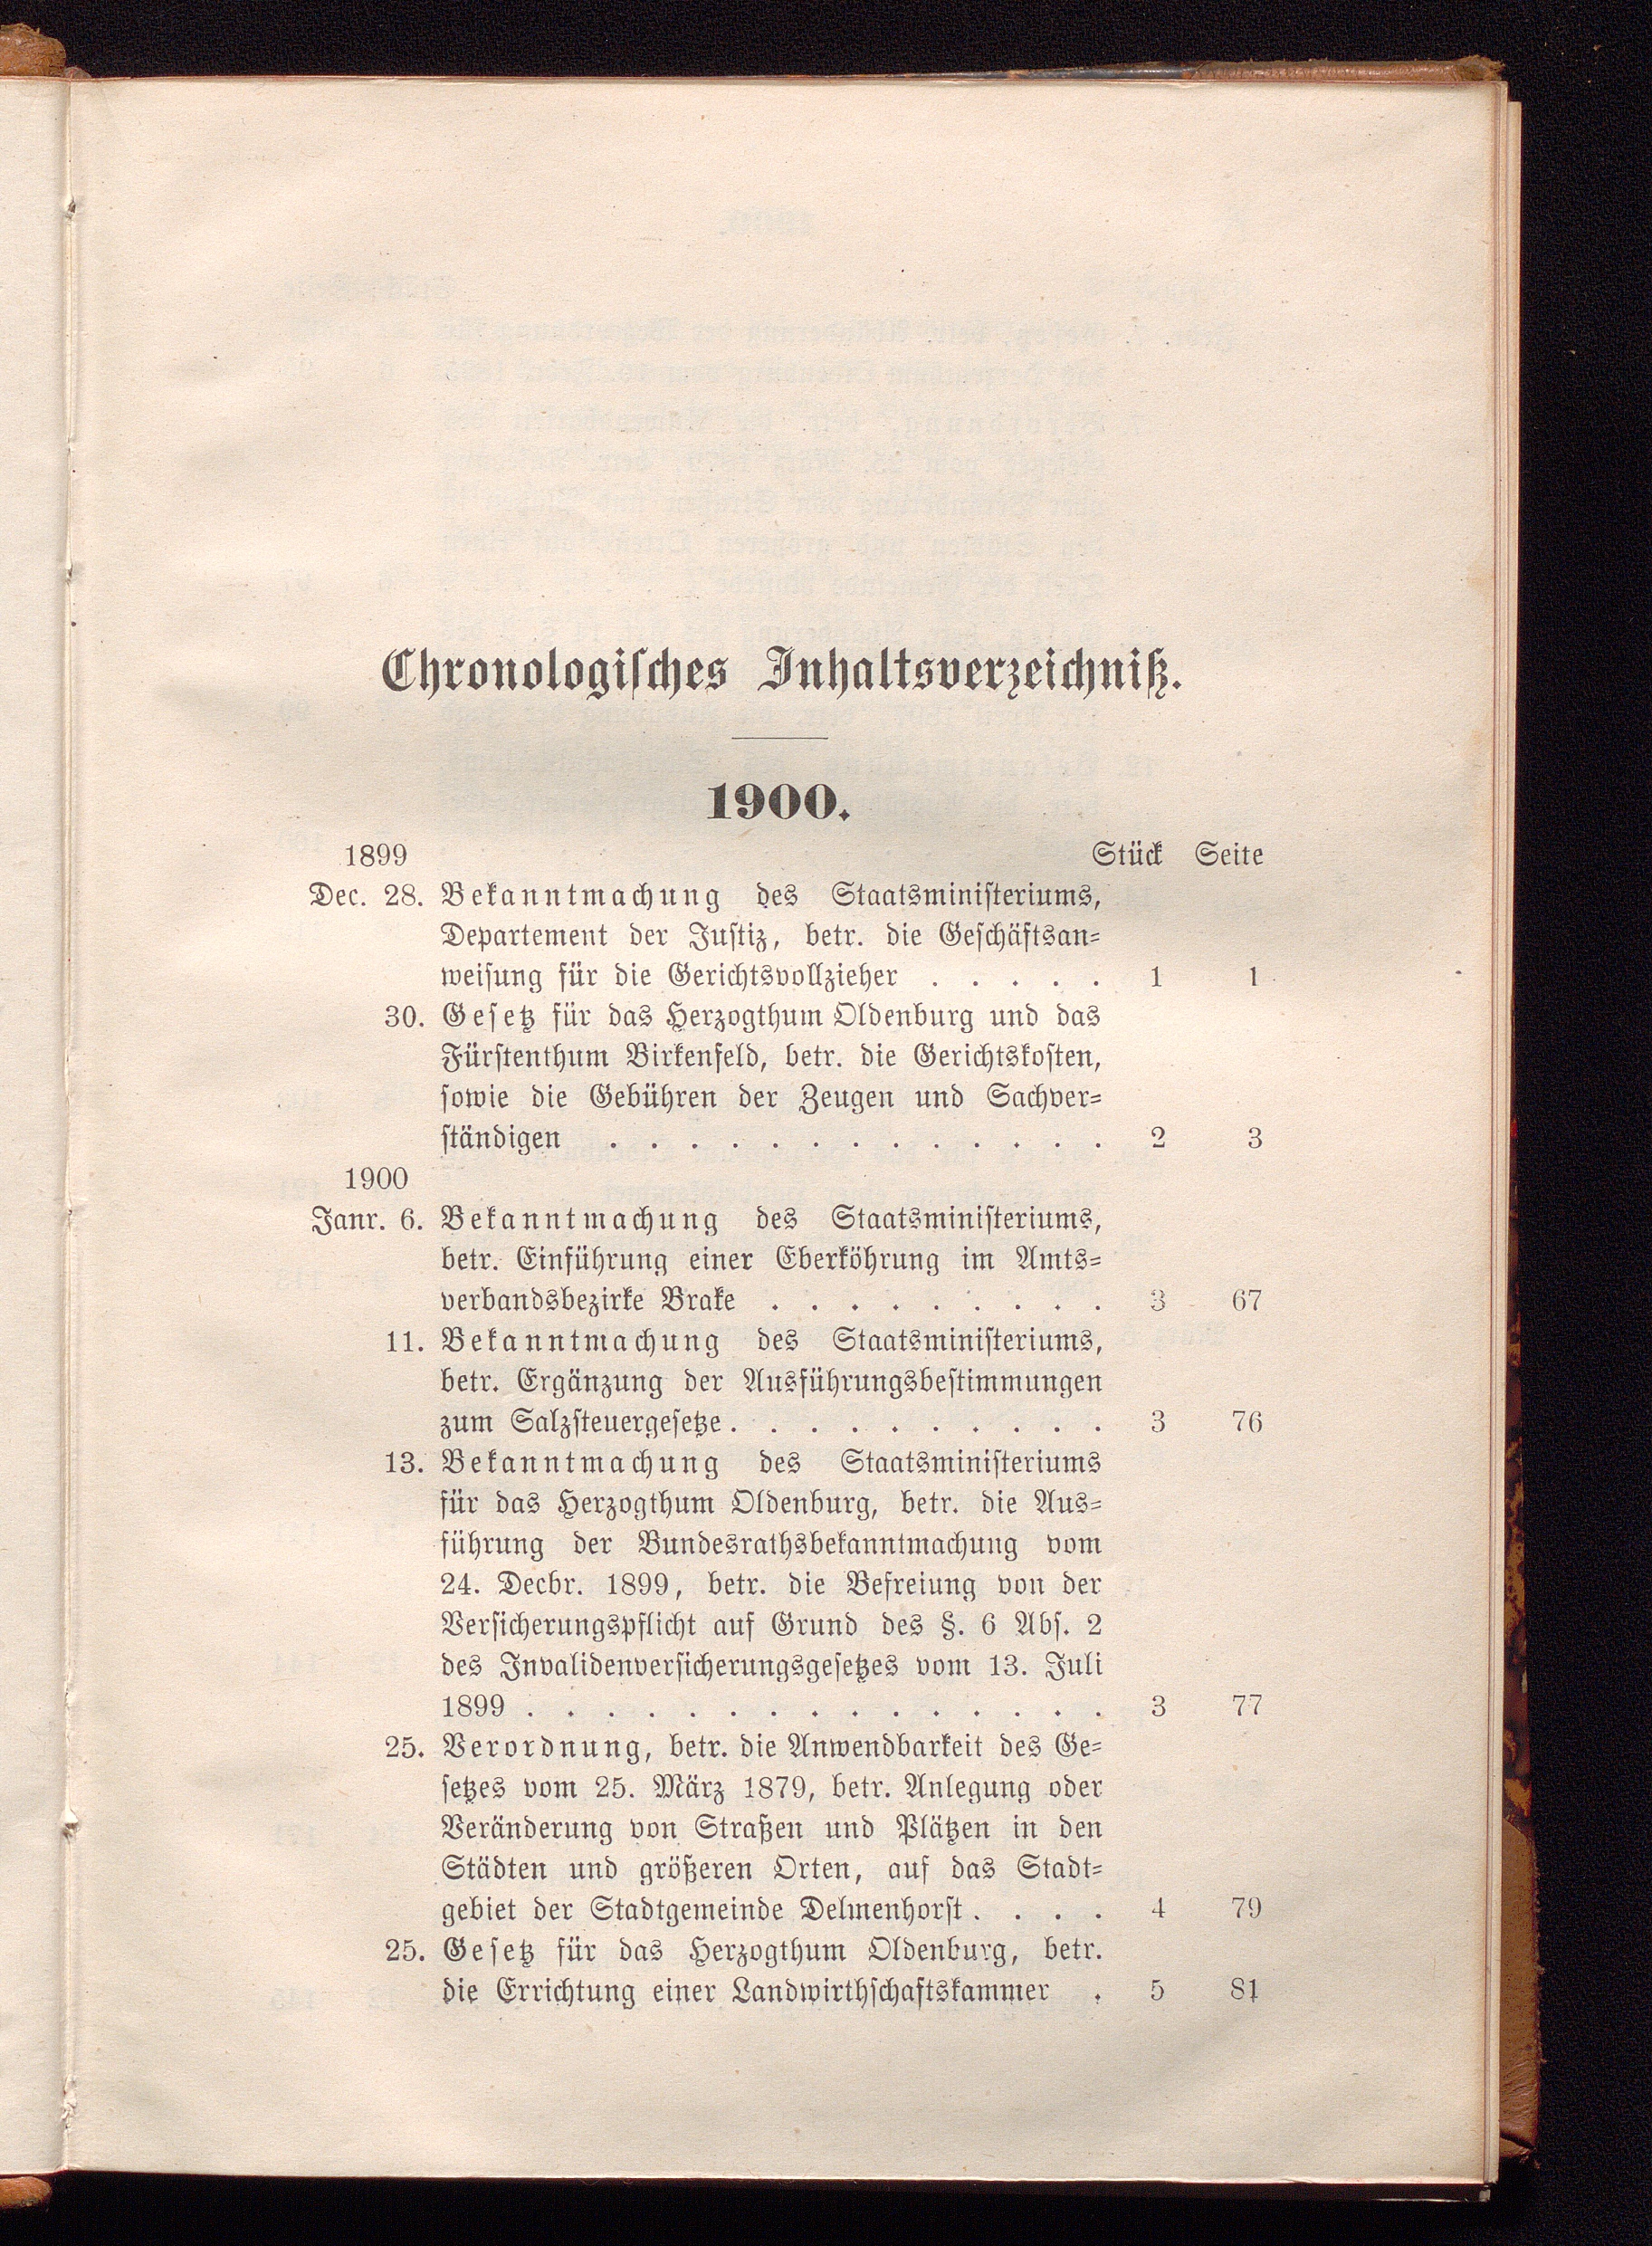 Chronologisches Inhaltsverzeichniß.
1900.
1899 Stück Seite
Dec. 28. Bekanntmachung des Staatsministeriums,
Departement der Justiz, betr. die Geschäftsan-
weisung für die Gerichtsvollzieher . . . . . 1 1
30. Gesetz für das Herzogthum Oldenburg und das
Fürstenthum Birkenfeld, betr. die Gerichtskosten,
sowie die Gebühren der Zeugen und Sachver-
ständigen . . . . . . . . . . . . . 2 3
1900
Janr. 6. Bekanntmachung des Staatsministeriums,
betr. Einführung einer Eberköhrung im Amts-
verbandsbezirke Brake . . . . . . . . . 3 67
11. Bekanntmachung des Staatsministeriums,
betr. Ergänzung der Ausführungsbestimmungen
zum Salzsteuergesetze . . . . . . . . . . 3 76
13. Bekanntmachung des Staatsministeriums
für das Herzogthum Oldenburg, betr. die Aus-
führung der Bundesrathsbekanntmachung vom
24. Decbr. 1899, betr. die Befreiung von der
Versicherungspflicht auf Grund des §. 6 Abs. 2
des Invalidenversicherungsgesetzes vom 13. Juli
1899 . . . . . . . . . . . . . . . 3 77
25. Verordnung, betr. die Anwendbarkeit des Ge-
setzes vom 25. März 1879, betr. Anlegung oder
Veränderung von Straßen und Plätzen in den
Städten und größeren Orten, auf das Stadt-
gebiet der Stadtgemeinde Delmenhorst . . . . 4 79
25. Gesetz für das Herzogthum Oldenburg, betr.
die Errichtung einer Landwirthschaftskammer . 5 81